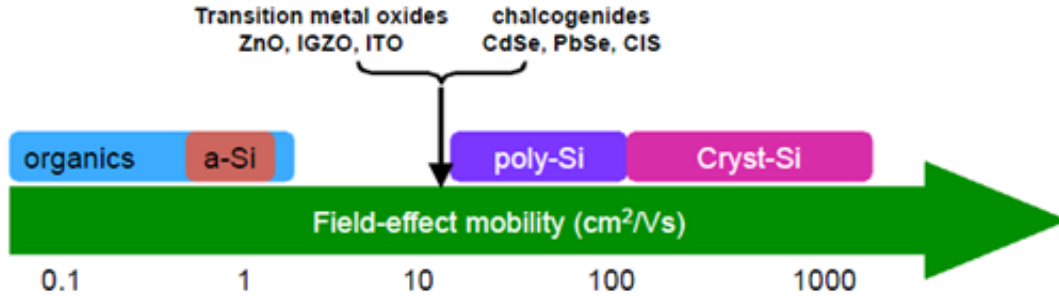 Transition metal oxides chalcogenides
ZnO, IGZO, ITO CdSe, PbSe, CIS
organics a-Si poly-Si Cryst-Si
Field-effect mobility (cm²/Vs)
0.1 1 10 100 1000